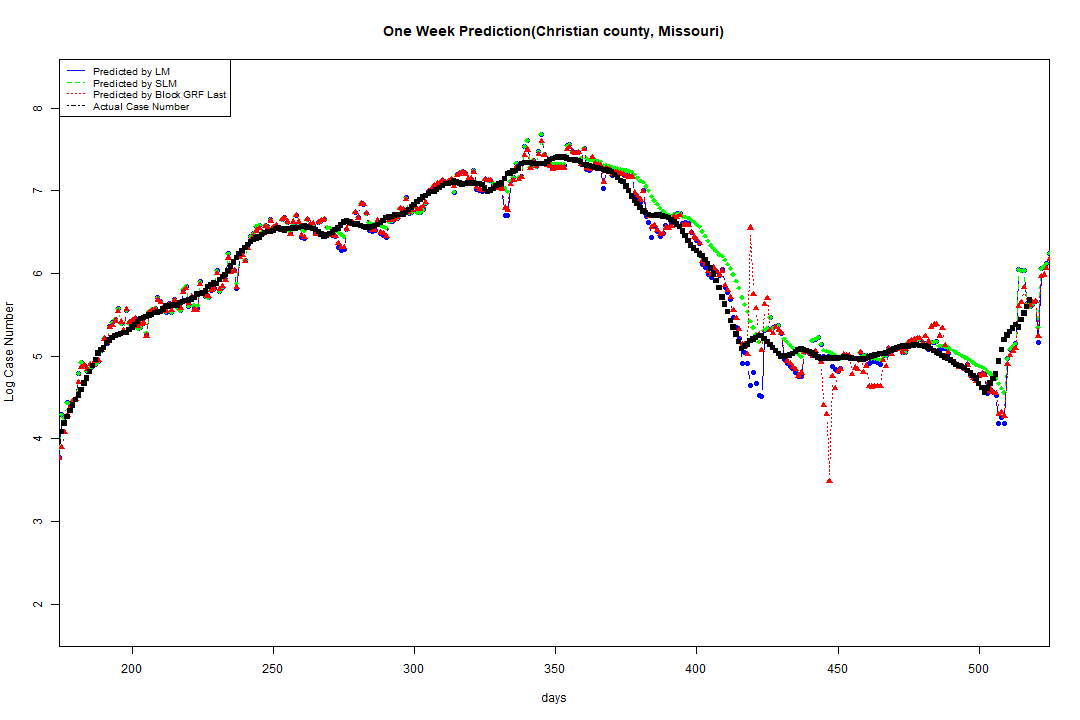 One Week Prediction(Christian county, Missouri)
Predicted by LM
Predicted by SLM
Predicted by Block GRF Last
Actual Case Number
8
7
6
5
4
3
2
Log Case Number
200 250 300 350 400 450 500
days